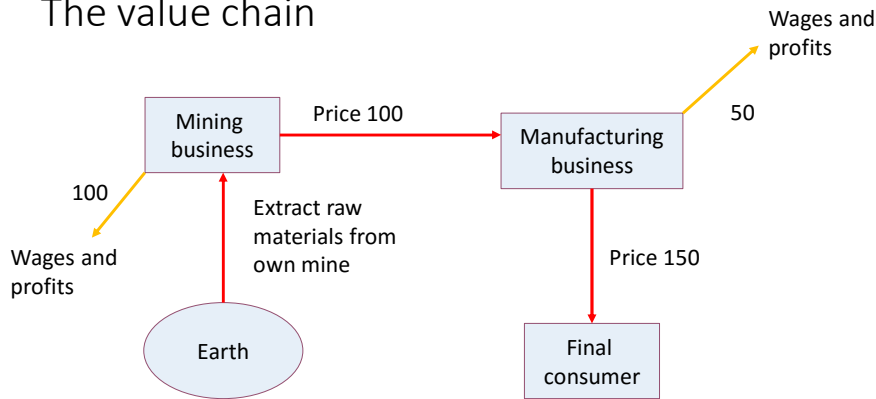 The value chain
Wages and
profits
Mining
business
Price 100
Manufacturing
business
50
100
Extract raw
materials from
own mine
Wages and
profits
Price 150
Earth
Final
consumer